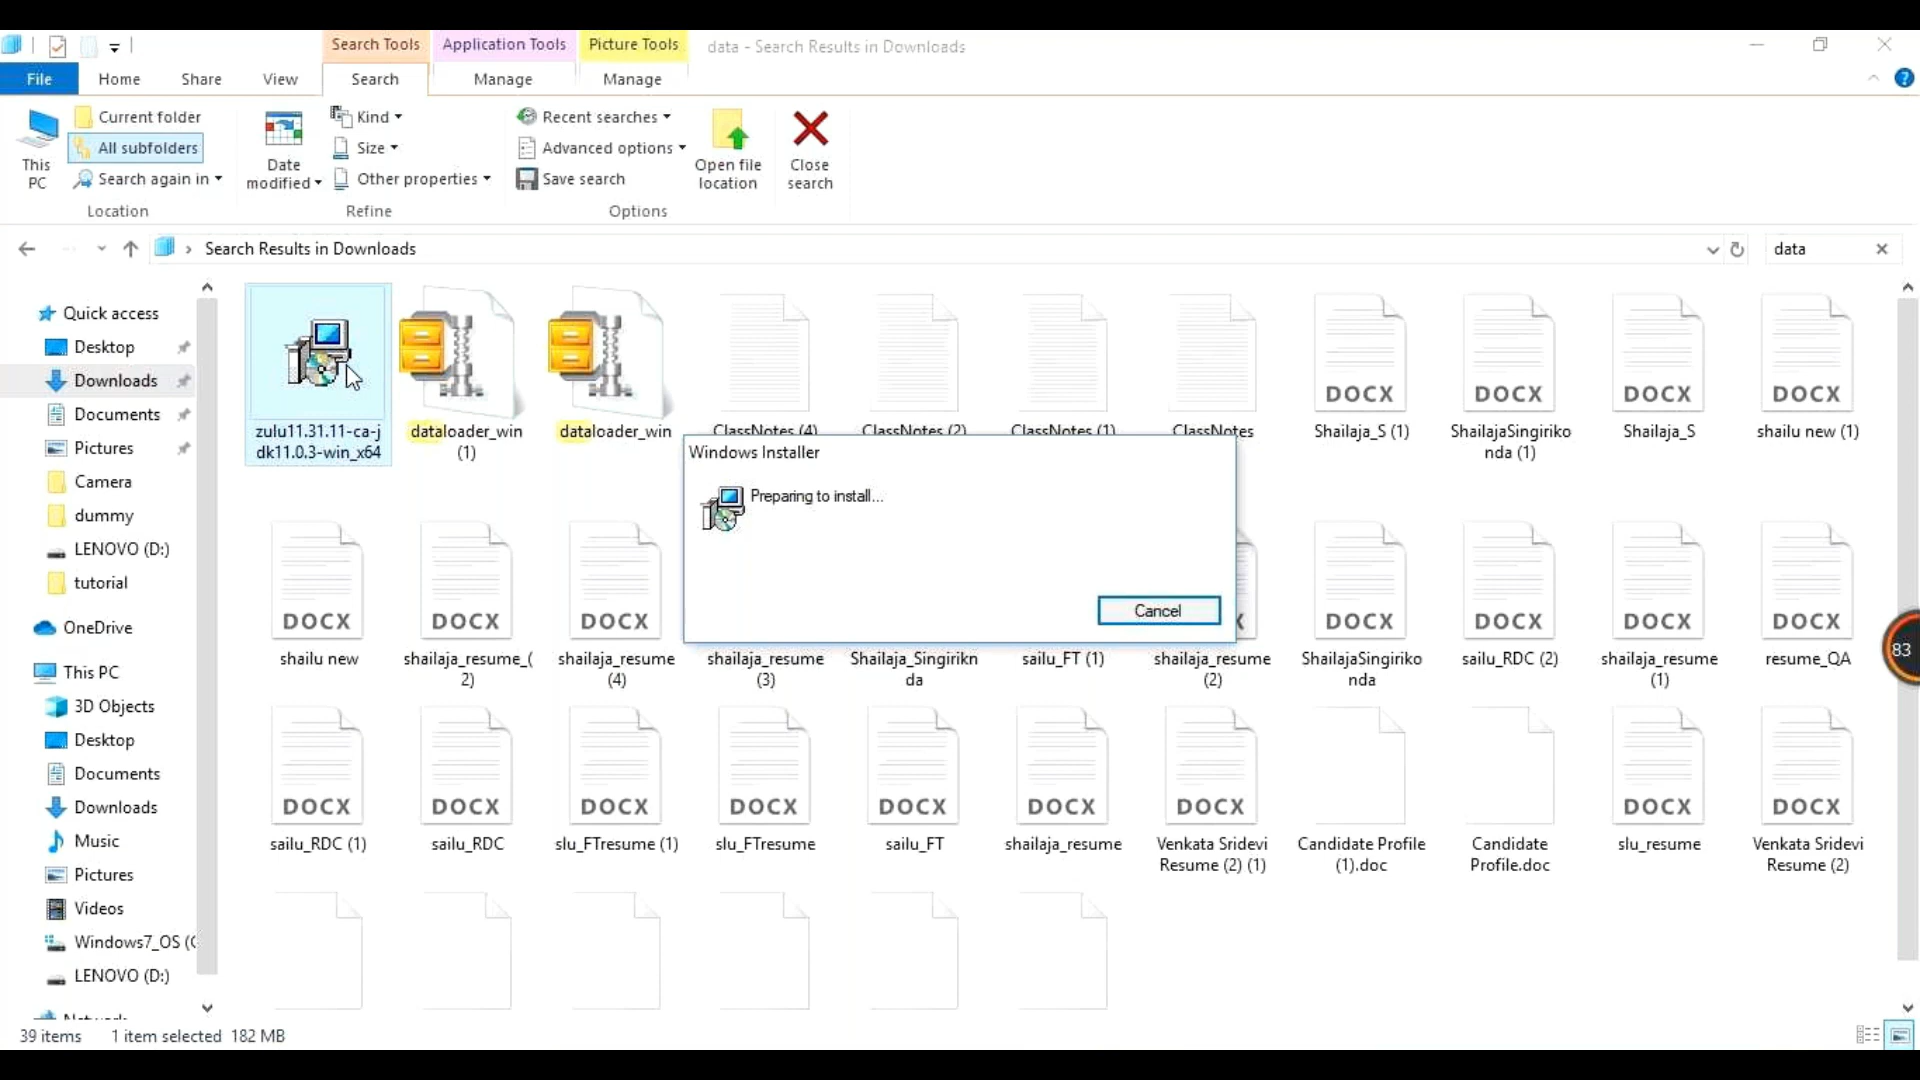 Search Tools
Application Tools
Picture Tools
data - Search Results in Downloads
File
Home
Share
View
Search
Manage
Manage
This PC
Current folder
All subfolders
Search again in
Location
Date modified
Kind
Size
Other properties
Refine
Recent searches
Advanced options
Save search
Options
Open file location
Close search
Search Results in Downloads
data
Quick access
Desktop
Downloads
Documents
Pictures
Camera
dummy
LENOVO (D:)
tutorial
OneDrive
This PC
3D Objects
Desktop
Documents
Downloads
Music
Pictures
Videos
Windows7_OS (C
LENOVO (D:)
DOCX DOCX DOCX DOCX
zulu11.31.11-ca-j
dk11.0.3-win_x64
dataloader_win
(1)
dataloader_win
ClassNotes (4)
ClassNotes (2)
ClassNotes (1)
ClassNotes
Shailaja_S (1)
ShailajaSingiriko
nda (1)
Shailaja_S
shailu new (1)
Windows Installer
Preparing to install...
Cancel
DOCX DOCX DOCX X DOCX DOCX DOCX DOCX
shailu new
shailaja_resume_(
2)
shailaja_resume
(4)
shailaja_resume
(3)
Shailaja_Singirikn
da
sailu_FT (1)
shailaja_resume
(2)
ShailajaSingiriko
nda
sailu_RDC (2)
shailaja_resume
(1)
resume_QA
83
DOCX DOCX DOCX DOCX DOCX DOCX DOCX DOCX DOCX
sailu_RDC (1)
sailu_RDC
slu_FTresume (1)
slu_FTresume
sailu_FT
shailaja_resume
Venkata Sridevi
Resume (2) (1)
Candidate Profile
(1).doc
Candidate
Profile.doc
slu_resume
Venkata Sridevi
Resume (2)
39 items
1 item selected 182 MB